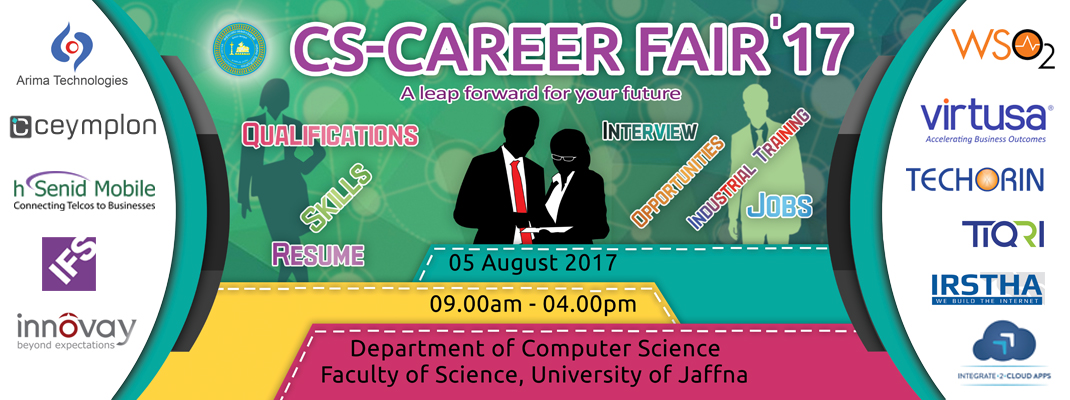 Arima Technologies
ceymplon
hSenid Mobile
Connecting Telcos to Businesses
IFS
innovay
beyond expectations
CS-CAREER FAIR'17
A leap forward for your future
QUALIFICATIONS
SKILLS
RESUME
INTERVIEW
OPPORTUNITIES
INDUSTRIAL TRAINING
JOBS
05 August 2017
09.00am - 04.00pm
Department of Computer Science
Faculty of Science, University of Jaffna
WSO2
virtusa®
Accelerating Business Outcomes
TECHORIN
TIQRI
IRSTHA
WE BUILD THE INTERNET
INTEGRATE-2-CLOUD APPS